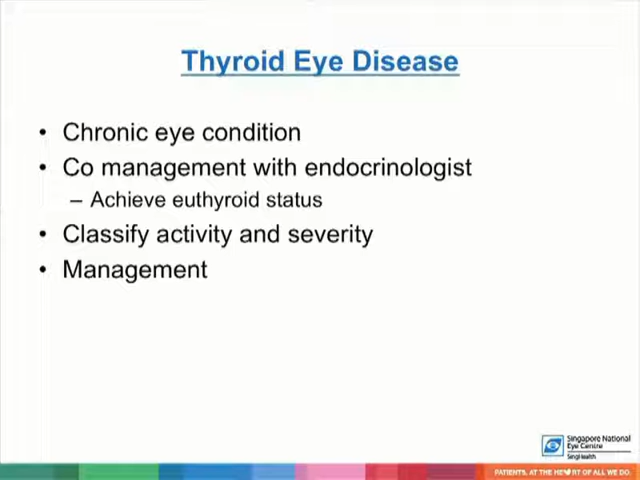 Thyroid Eye Disease
• Chronic eye condition
• Co management with endocrinologist
– Achieve euthyroid status
• Classify activity and severity
• Management
Singapore National
Eye Centre
SingHealth
PATIENTS. AT THE HE♥RT OF ALL WE DO.